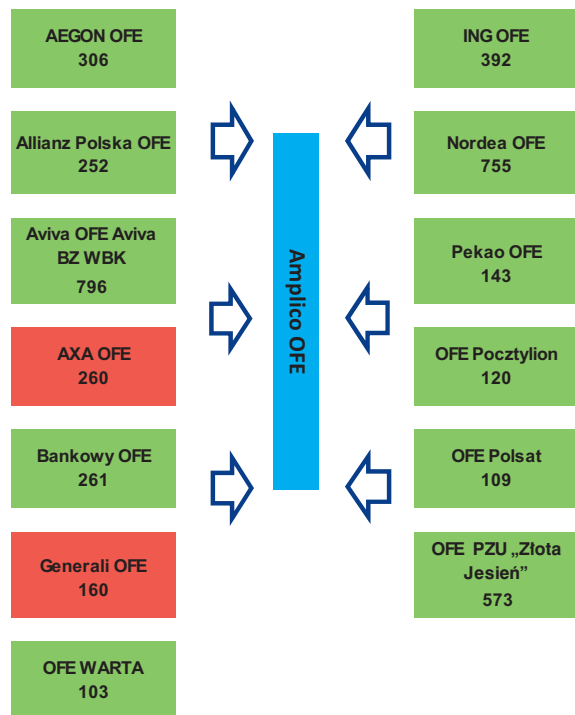 AEGON OFE
306
Allianz Polska OFE
252
Aviva OFE Aviva
BZ WBK
796
AXA OFE
260
Bankowy OFE
261
Generali OFE
160
OFE WARTA
103
Amplico OFE
ING OFE
392
Nordea OFE
755
Pekao OFE
143
OFE Pocztylion
120
OFE Polsat
109
OFE PZU „Złota
Jesień”
573